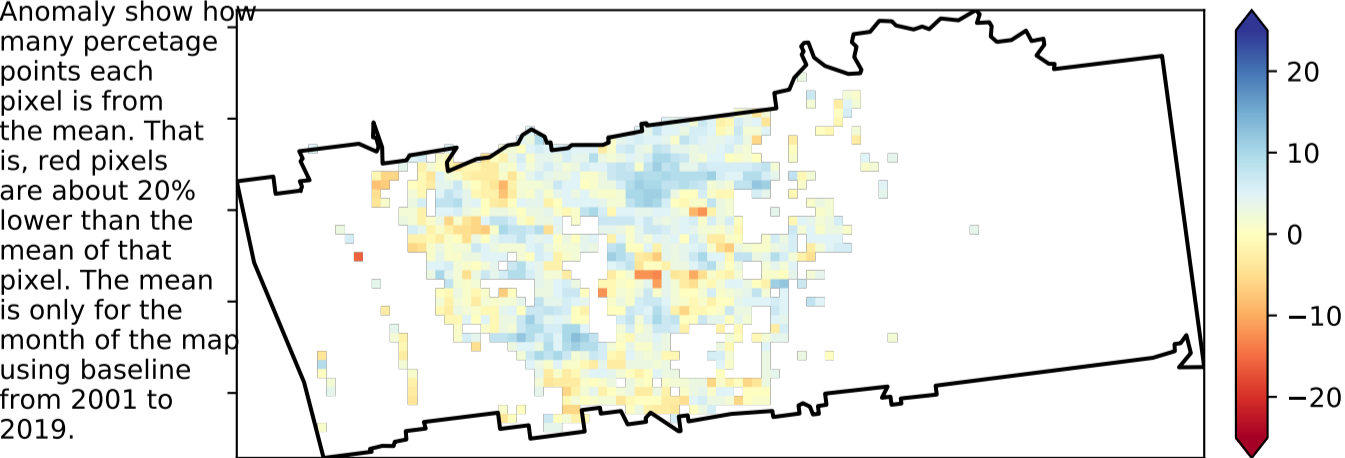 Anomaly show how
many percetage
points each
pixel is from
the mean. That
is, red pixels
are about 20%
lower than the
mean of that
pixel. The mean
is only for the
month of the map
using baseline
from 2001 to
2019.
20
10
0
−10
−20